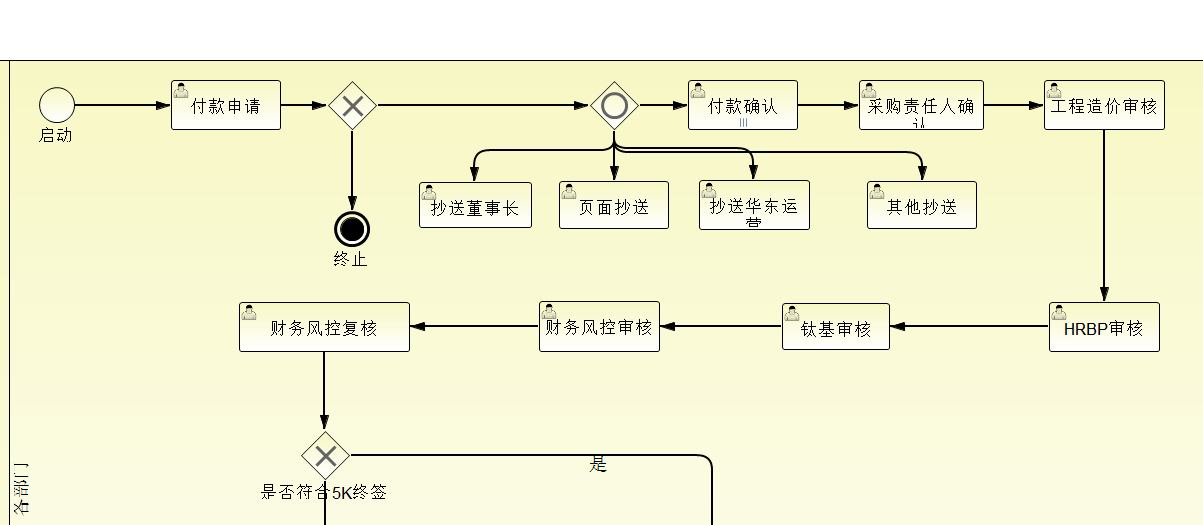 启动
付款申请
付款确认
采购责任人确
认
工程造价审核
终止
抄送董事长
页面抄送
抄送华东运
营
其他抄送
财务风控复核
财务风控审核
钛基审核
HRBP审核
是
是否符合5K终签
各部门